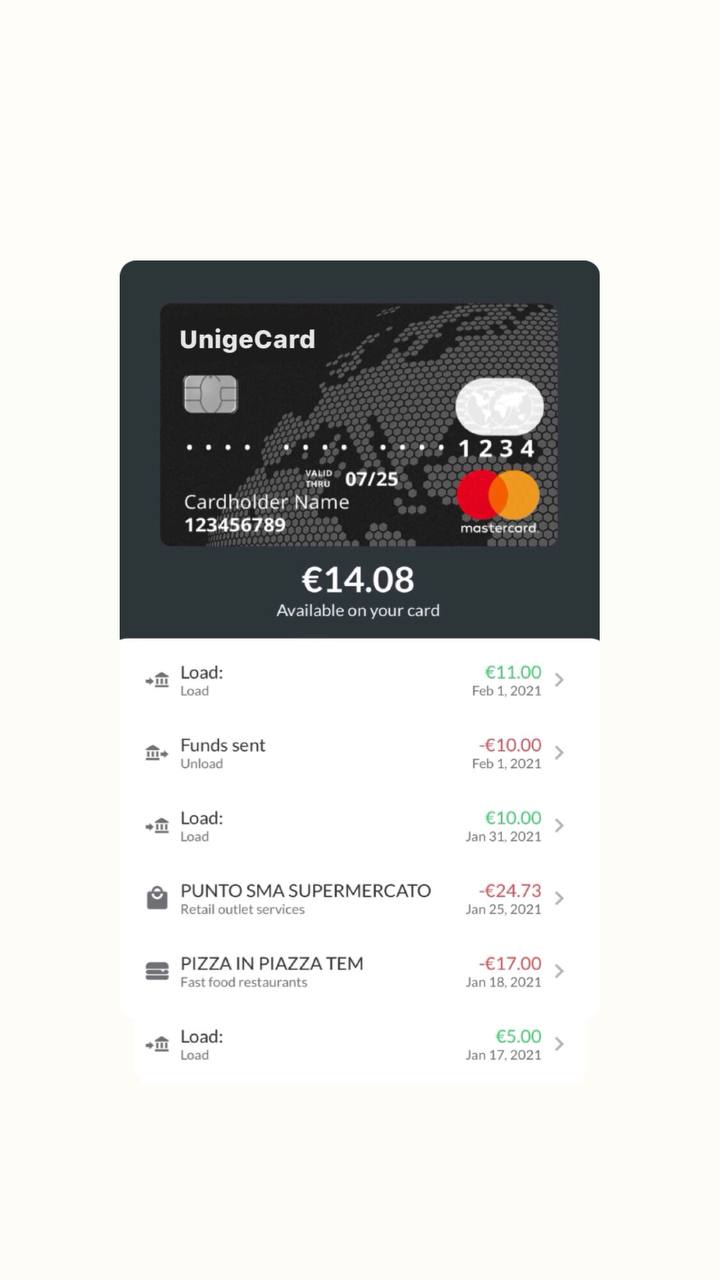 UnigeCard
•••• •••• •••• 1234
VALID THRU 07/25
Cardholder Name
123456789
mastercard
€14.08
Available on your card
Load: €11.00
Load Feb 1, 2021
Funds sent -€10.00
Unload Feb 1, 2021
Load: €10.00
Load Jan 31, 2021
PUNTO SMA SUPERMERCATO -€24.73
Retail outlet services Jan 25, 2021
PIZZA IN PIAZZA TEM -€17.00
Fast food restaurants Jan 18, 2021
Load: €5.00
Load Jan 17, 2021